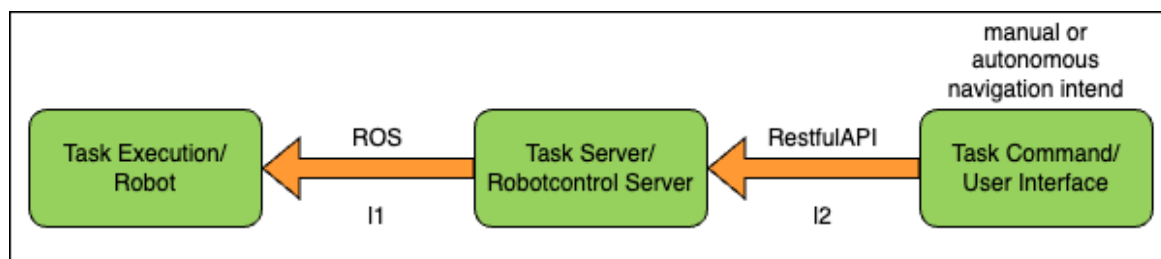 manual or
autonomous
navigation intend
Task Execution/
Robot
ROS
I1
Task Server/
Robotcontrol Server
RestfulAPI
I2
Task Command/
User Interface